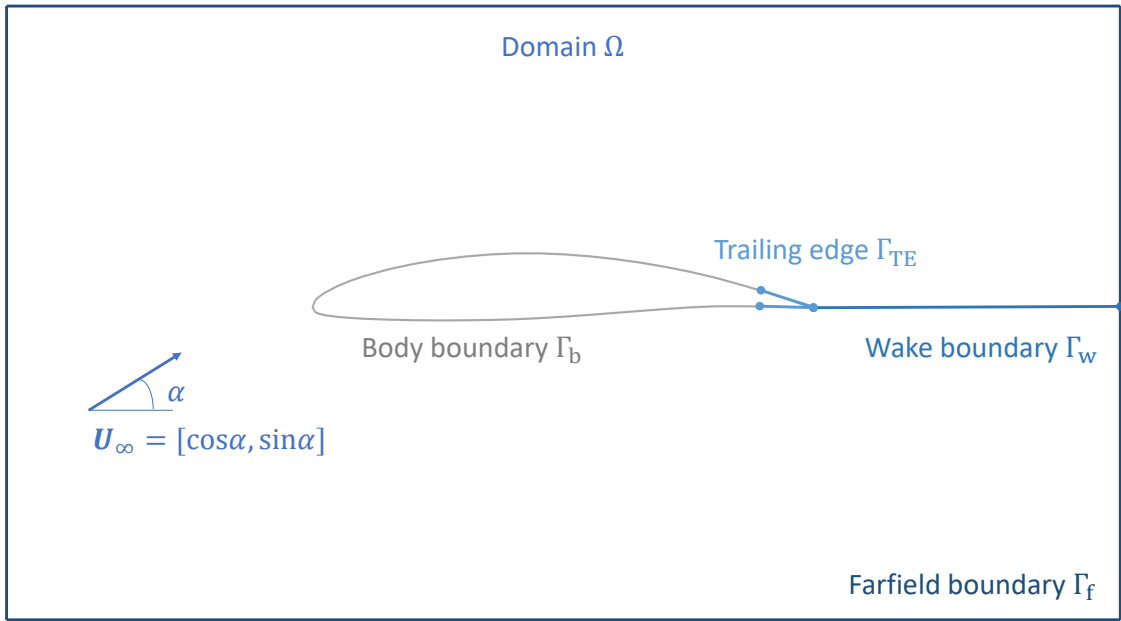 Domain Ω
Trailing edge Γ_TE
Body boundary Γ_b
Wake boundary Γ_w
α
U_∞ = [cosα, sinα]
Farfield boundary Γ_f